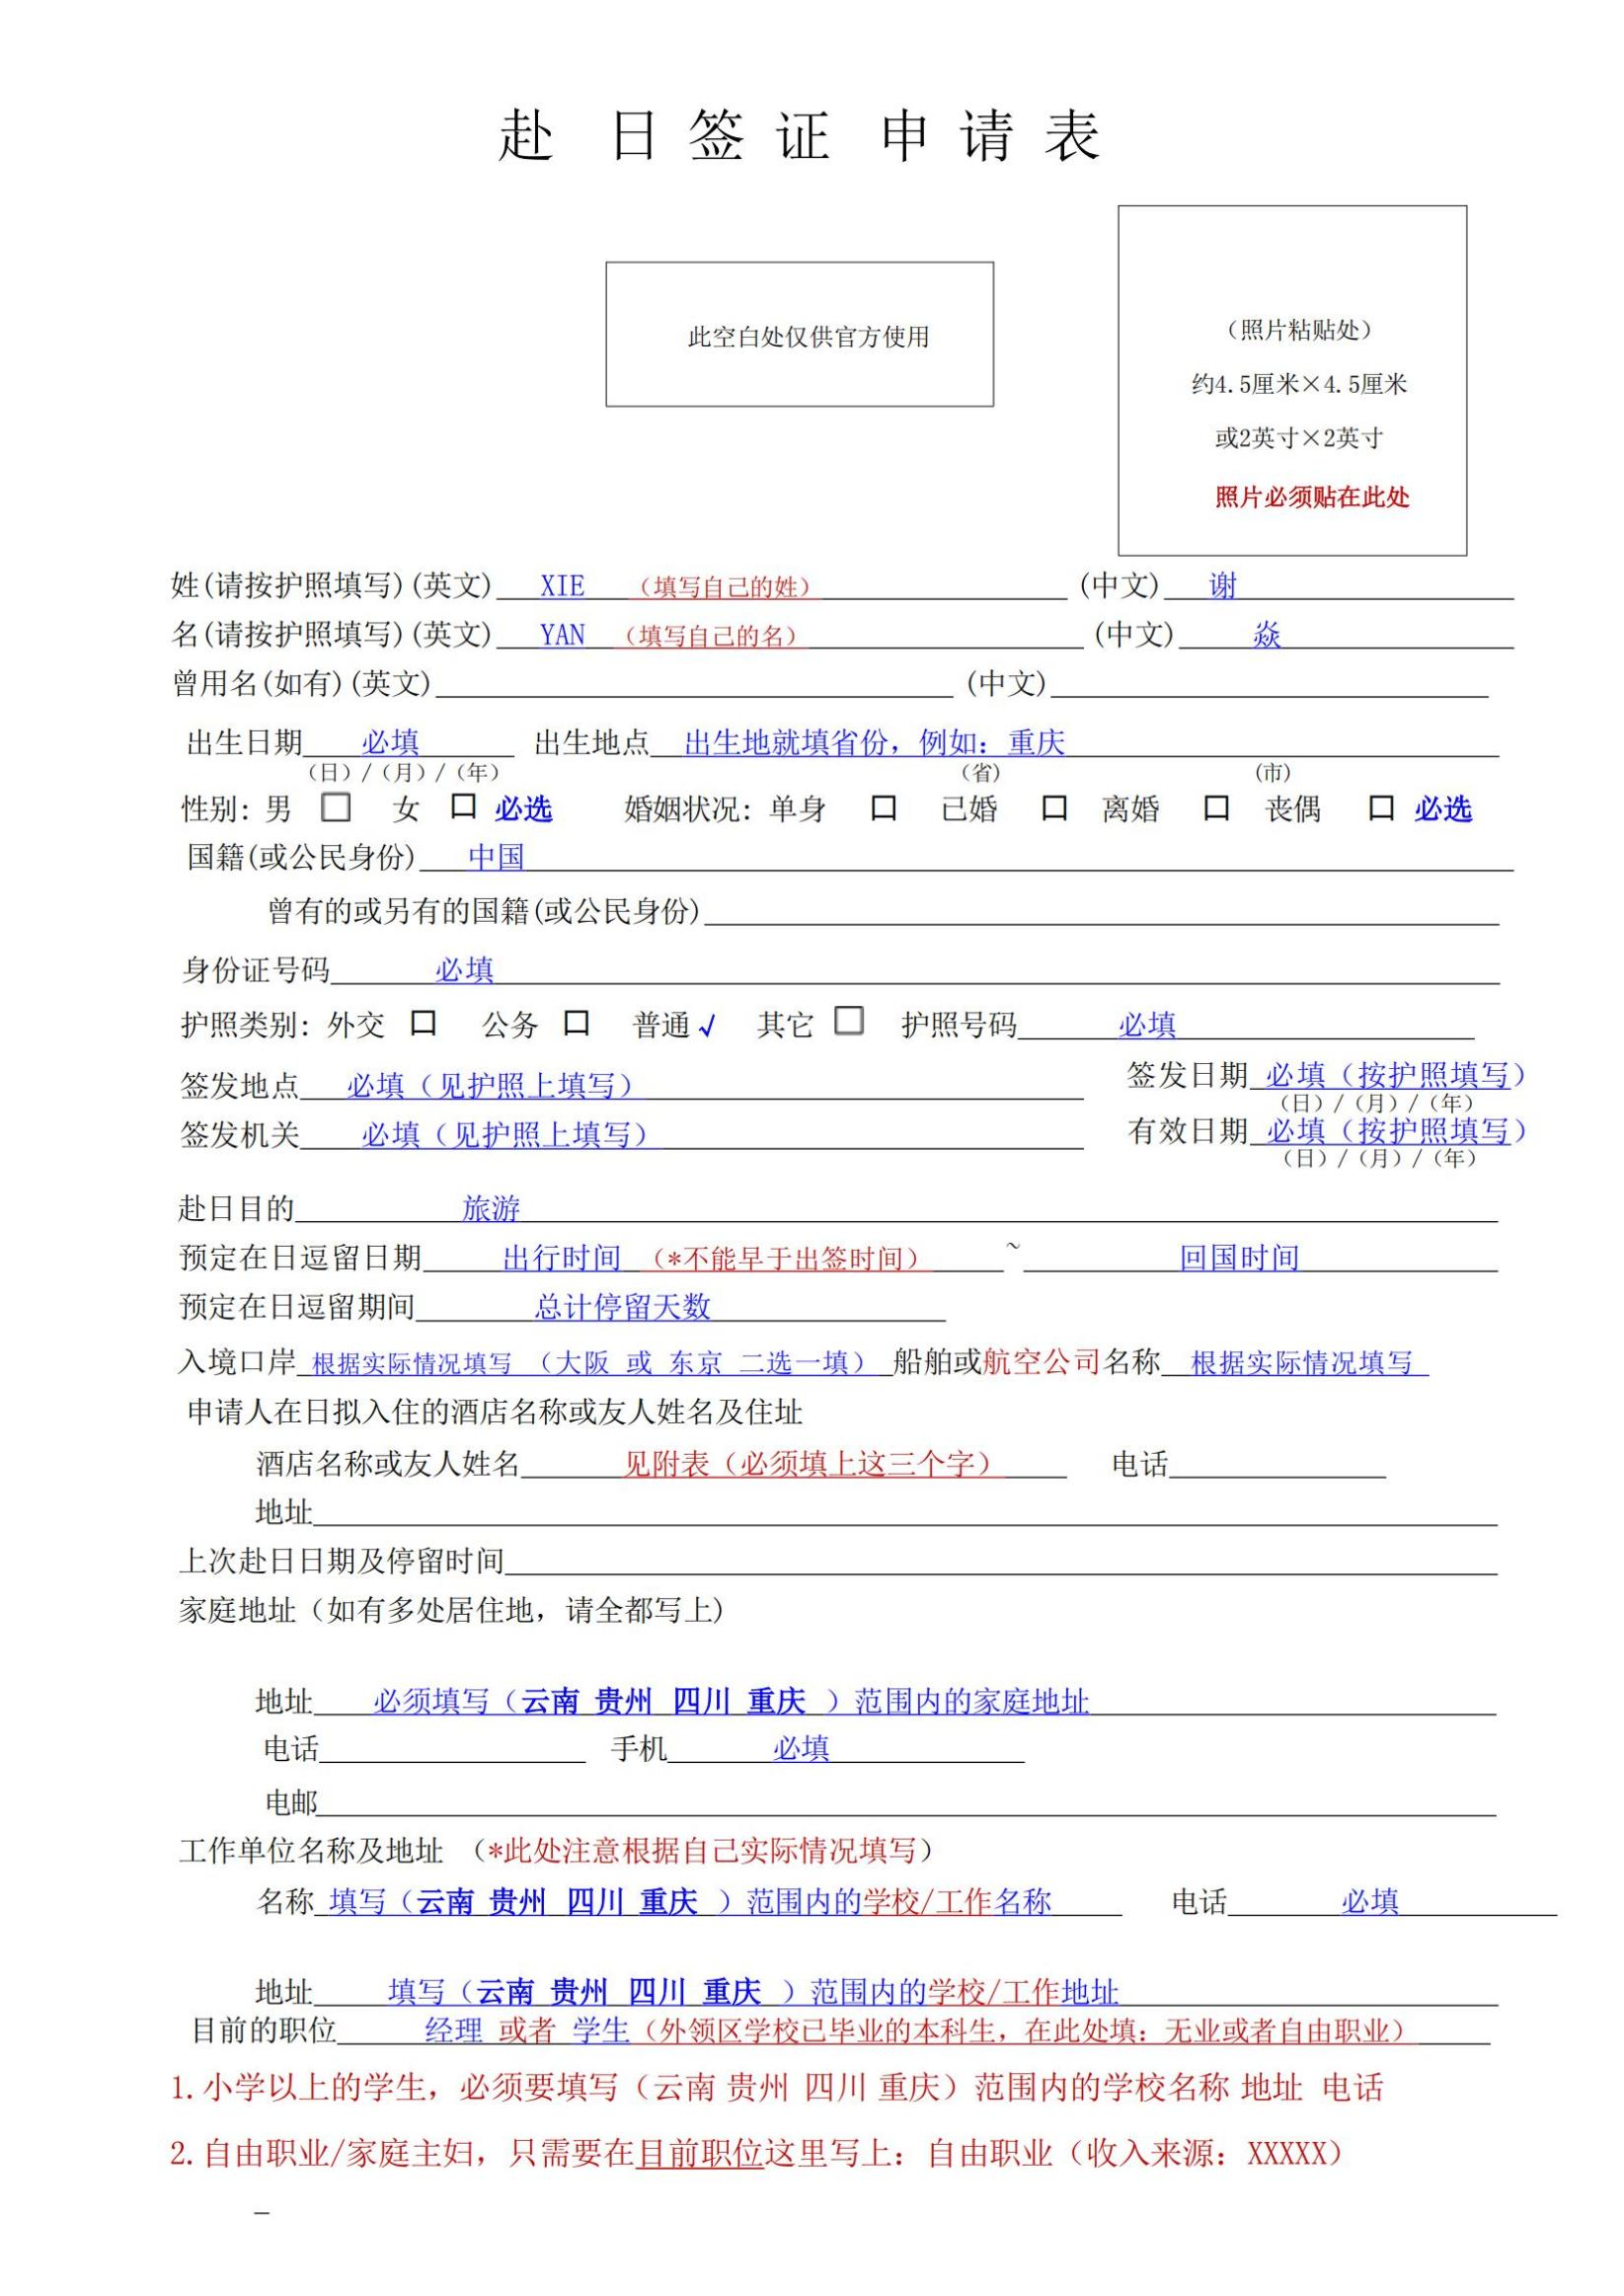 赴 日签证 申请表
此空白处仅供官方使用
（照片粘贴处）
约4.5厘米×4.5厘米
或2英寸×2英寸
照片必须贴在此处
姓(请按护照填写)(英文) XIE （填写自己的姓） (中文) 谢
名(请按护照填写)(英文) YAN （填写自己的名） (中文) 焱
曾用名(如有)(英文) (中文)
出生日期 必填 出生地点 出生地就填省份，例如：重庆
（日）/（月）/（年） （省） （市）
性别: 男 □ 女 □ 必选 婚姻状况: 单身 □ 已婚 □ 离婚 □ 丧偶 □ 必选
国籍(或公民身份) 中国
曾有的或另有的国籍(或公民身份)
身份证号码 必填
护照类别: 外交 □ 公务 □ 普通√ 其它 □ 护照号码 必填
签发地点 必填（见护照上填写） 签发日期 必填（按护照填写）
（日）/（月）/（年）
签发机关 必填（见护照上填写） 有效日期 必填（按护照填写）
（日）/（月）/（年）
赴日目的 旅游
预定在日逗留日期 出行时间 （*不能早于出签时间） ~ 回国时间
预定在日逗留期间 总计停留天数
入境口岸 根据实际情况填写 （大阪 或 东京 二选一填） 船舶或航空公司名称 根据实际情况填写
申请人在日拟入住的酒店名称或友人姓名及住址
酒店名称或友人姓名 见附表（必须填上这三个字） 电话
地址
上次赴日日期及停留时间
家庭地址（如有多处居住地，请全都写上)
地址 必须填写（云南 贵州 四川 重庆 ）范围内的家庭地址
电话 手机 必填
电邮
工作单位名称及地址 （*此处注意根据自己实际情况填写）
名称 填写（云南 贵州 四川 重庆 ）范围内的学校/工作名称 电话 必填
地址 填写（云南 贵州 四川 重庆 ）范围内的学校/工作地址
目前的职位 经理 或者 学生（外领区学校已毕业的本科生，在此处填：无业或者自由职业）
1.小学以上的学生，必须要填写（云南 贵州 四川 重庆）范围内的学校名称 地址 电话
2.自由职业/家庭主妇，只需要在目前职位这里写上：自由职业（收入来源：XXXXX）